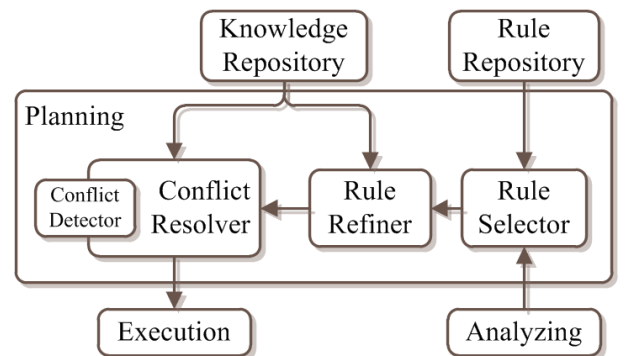 Knowledge
Repository
Rule
Repository
Planning
Conflict
Detector
Conflict
Resolver
Rule
Refiner
Rule
Selector
Execution
Analyzing